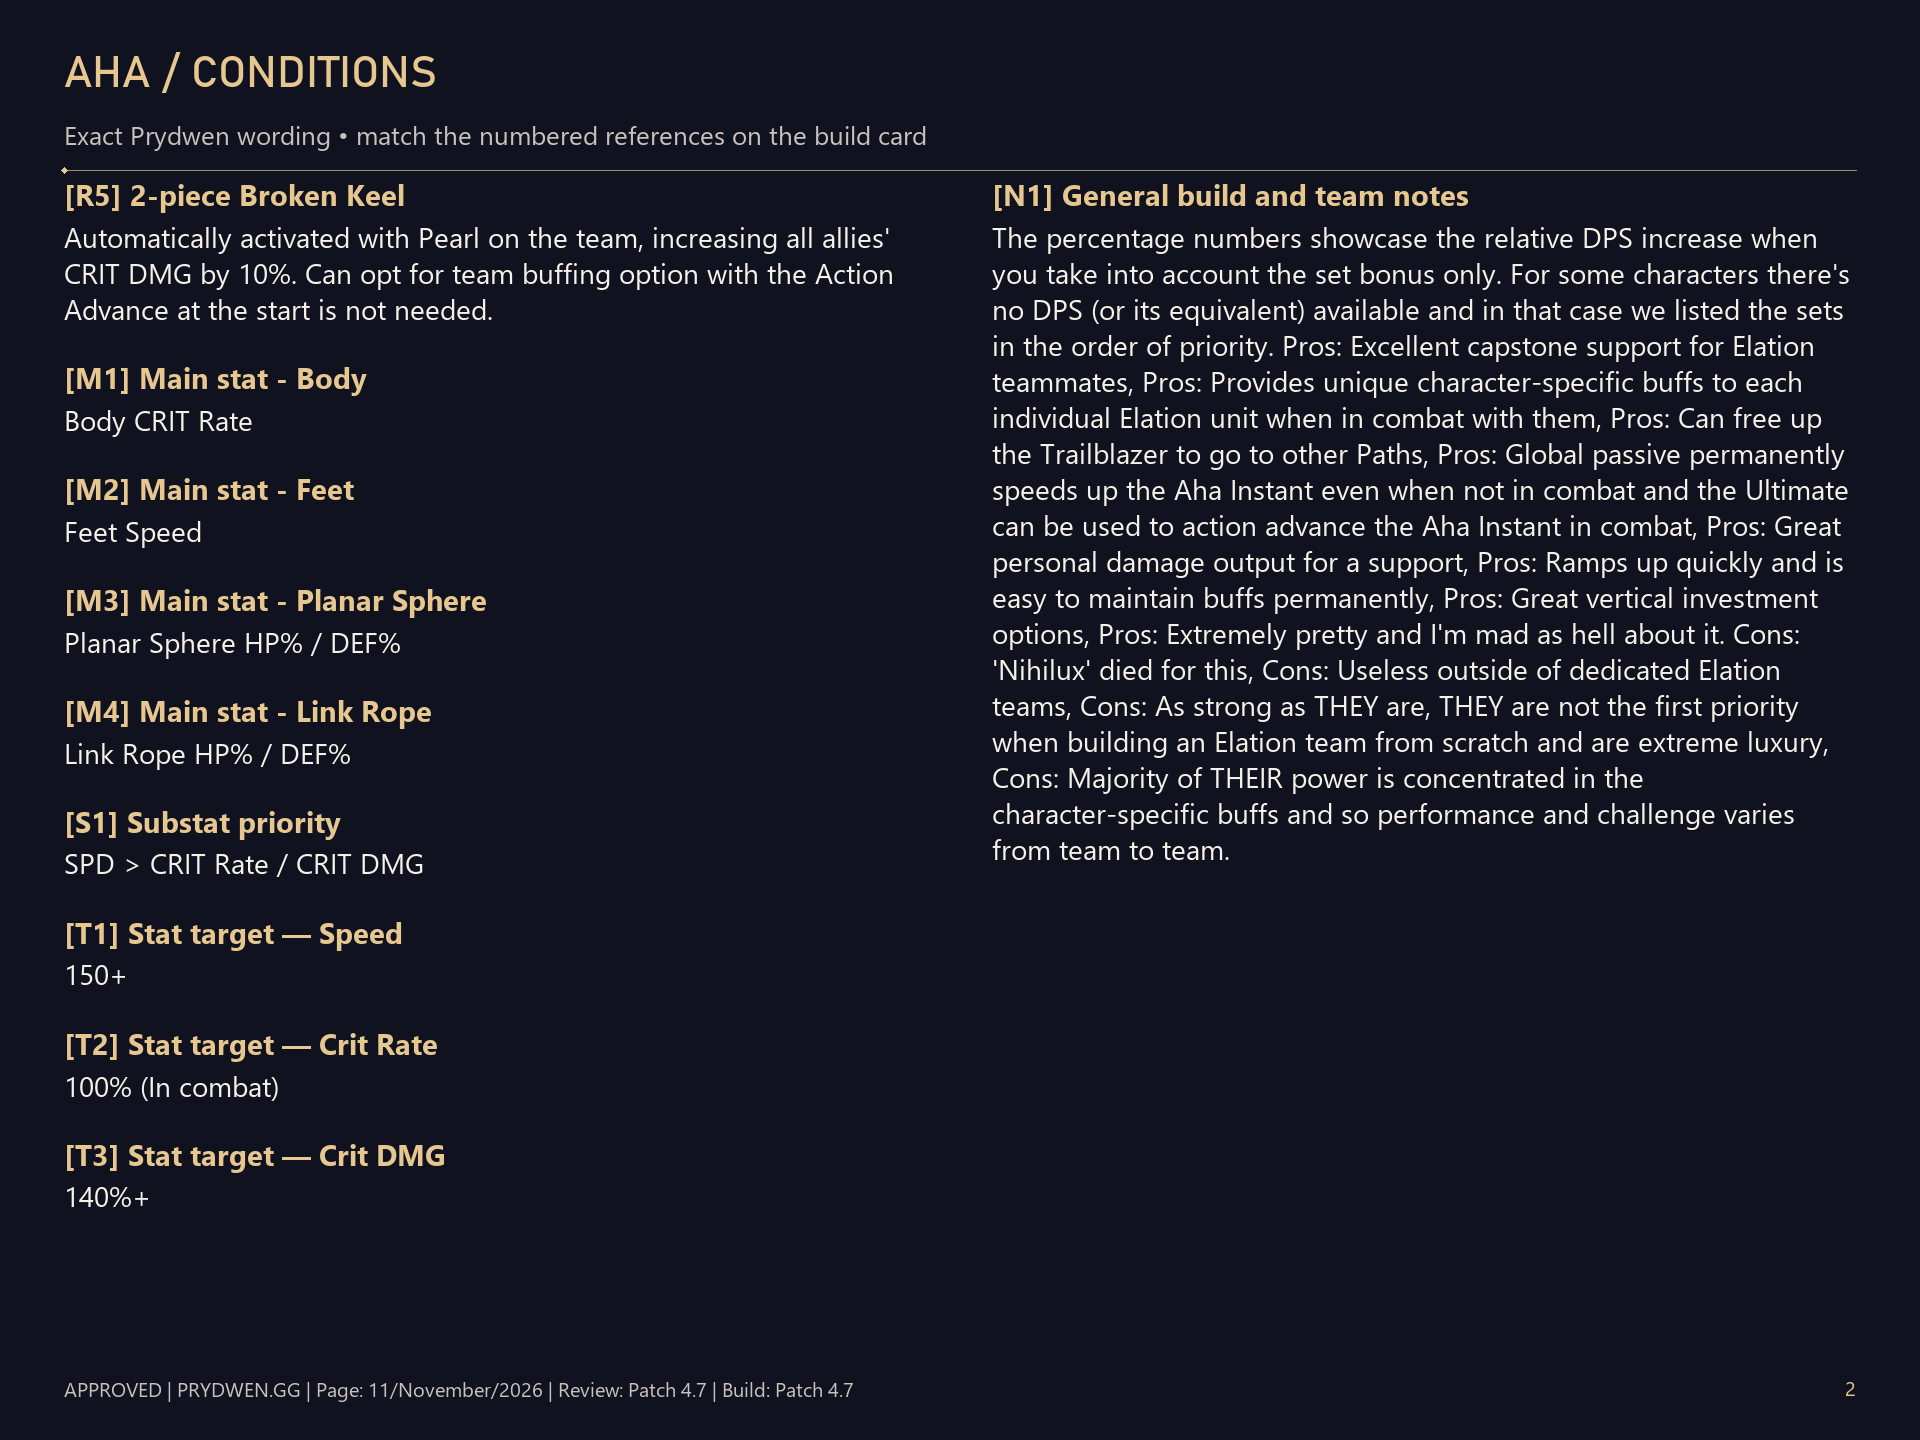 AHA / CONDITIONS
Exact Prydwen wording • match the numbered references on the build card
[R5] 2-piece Broken Keel
Automatically activated with Pearl on the team, increasing all allies'
CRIT DMG by 10%. Can opt for team buffing option with the Action
Advance at the start is not needed.
[M1] Main stat - Body
Body CRIT Rate
[M2] Main stat - Feet
Feet Speed
[M3] Main stat - Planar Sphere
Planar Sphere HP% / DEF%
[M4] Main stat - Link Rope
Link Rope HP% / DEF%
[S1] Substat priority
SPD > CRIT Rate / CRIT DMG
[T1] Stat target — Speed
150+
[T2] Stat target — Crit Rate
100% (In combat)
[T3] Stat target — Crit DMG
140%+
[N1] General build and team notes
The percentage numbers showcase the relative DPS increase when
you take into account the set bonus only. For some characters there's
no DPS (or its equivalent) available and in that case we listed the sets
in the order of priority. Pros: Excellent capstone support for Elation
teammates, Pros: Provides unique character-specific buffs to each
individual Elation unit when in combat with them, Pros: Can free up
the Trailblazer to go to other Paths, Pros: Global passive permanently
speeds up the Aha Instant even when not in combat and the Ultimate
can be used to action advance the Aha Instant in combat, Pros: Great
personal damage output for a support, Pros: Ramps up quickly and is
easy to maintain buffs permanently, Pros: Great vertical investment
options, Pros: Extremely pretty and I'm mad as hell about it. Cons:
'Nihilux' died for this, Cons: Useless outside of dedicated Elation
teams, Cons: As strong as THEY are, THEY are not the first priority
when building an Elation team from scratch and are extreme luxury,
Cons: Majority of THEIR power is concentrated in the
character-specific buffs and so performance and challenge varies
from team to team.
APPROVED | PRYDWEN.GG | Page: 11/November/2026 | Review: Patch 4.7 | Build: Patch 4.7
2